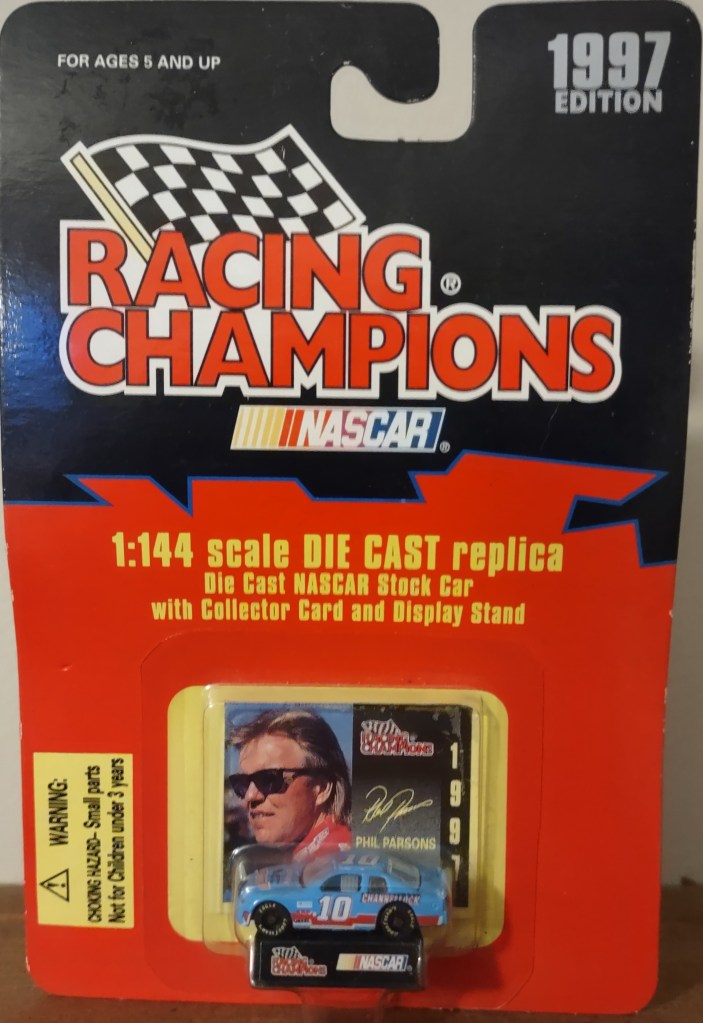 FOR AGES 5 AND UP
1997
EDITION
RACING
CHAMPIONS
®
NASCAR
®
1:144 scale DIE CAST replica
Die Cast NASCAR Stock Car
with Collector Card and Display Stand
WARNING:
CHOKING HAZARD- Small parts
Not for Children under 3 years
RACING
CHAMPIONS
1997
PHIL PARSONS
10
CHANNELLOCK
10
RACING
CHAMPIONS
NASCAR